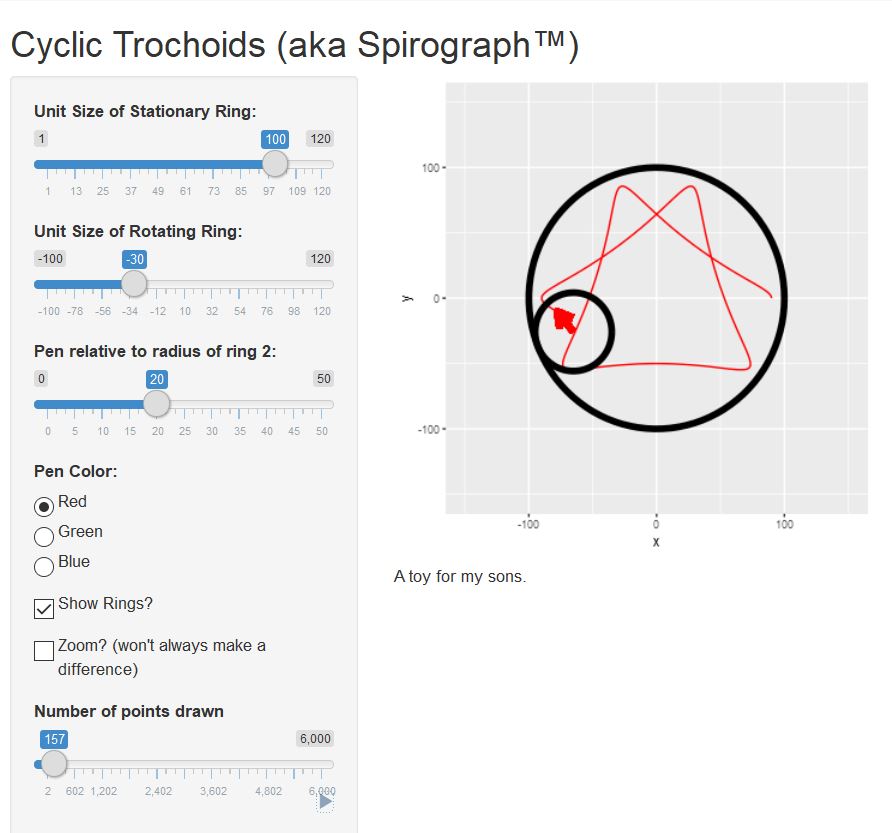 Cyclic Trochoids (aka Spirograph™)
Unit Size of Stationary Ring:
1 100 120
1 13 25 37 49 61 73 85 97 109 120
Unit Size of Rotating Ring:
-100 -30 120
-100 -78 -56 -34 -12 10 32 54 76 98 120
Pen relative to radius of ring 2:
0 20 50
0 5 10 15 20 25 30 35 40 45 50
Pen Color:
Red
Green
Blue
Show Rings?
Zoom? (won't always make a
difference)
Number of points drawn
157 6,000
2 602 1,202 2,402 3,602 4,802 6,000
100
y 0
-100
-100 0 100
x
A toy for my sons.